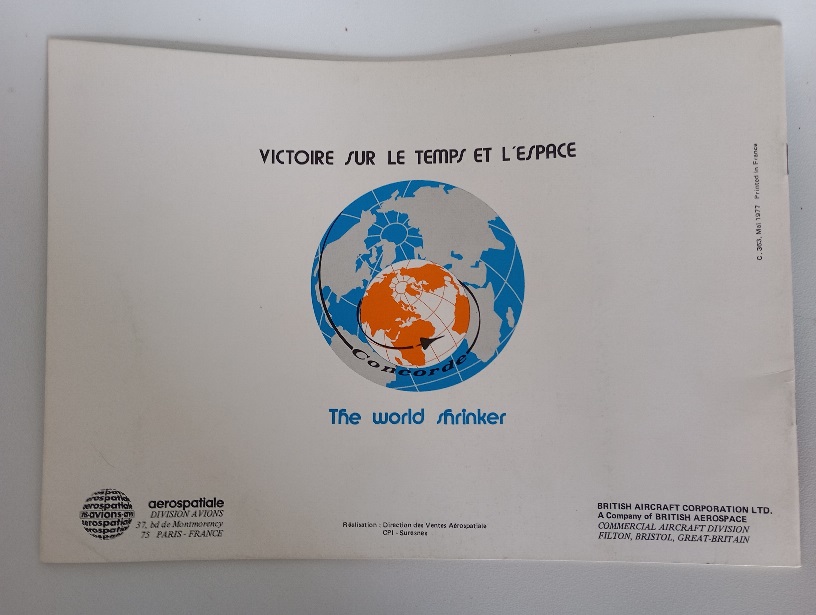 VICTOIRE SUR LE TEMPS ET L'ESPACE
Concorde
The world shrinker
C. 363, Mai 1977 Printed in France
aerospatiale
DIVISION AVIONS
37, bd de Montmorency
75 PARIS - FRANCE
Réalisation : Direction des Ventes Aérospatiale
CPI - Suresnes
BRITISH AIRCRAFT CORPORATION LTD.
A Company of BRITISH AEROSPACE
COMMERCIAL AIRCRAFT DIVISION
FILTON, BRISTOL, GREAT-BRITAIN